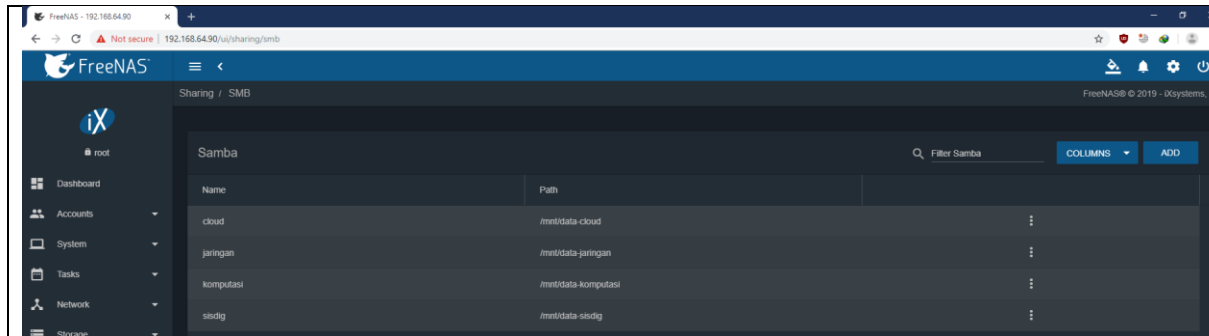 FreeNAS - 192.168.64.90
Not secure | 192.168.64.90/ui/sharing/smb
FreeNAS
Sharing / SMB
FreeNAS® © 2019 - iXsystems,
iX
root
Samba
Filter Samba
COLUMNS
ADD
Dashboard
Name Path
Accounts
cloud /mnt/data-cloud
System
jaringan /mnt/data-jaringan
Tasks
komputasi /mnt/data-komputasi
Network
sisdig /mnt/data-sisdig
Storage